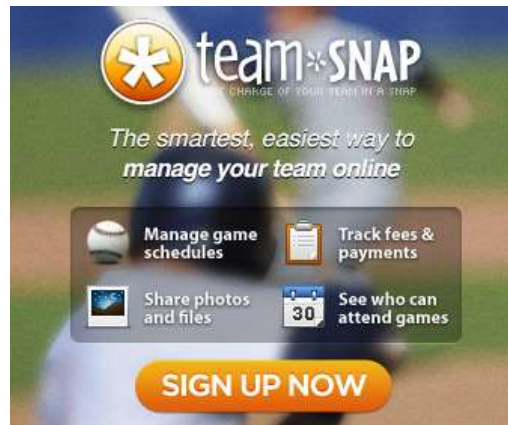 team*SNAP
TAKE CHARGE OF YOUR TEAM IN A SNAP
The smartest, easiest way to
manage your team online
Manage game
schedules
Track fees &
payments
Share photos
and files
30
See who can
attend games
SIGN UP NOW